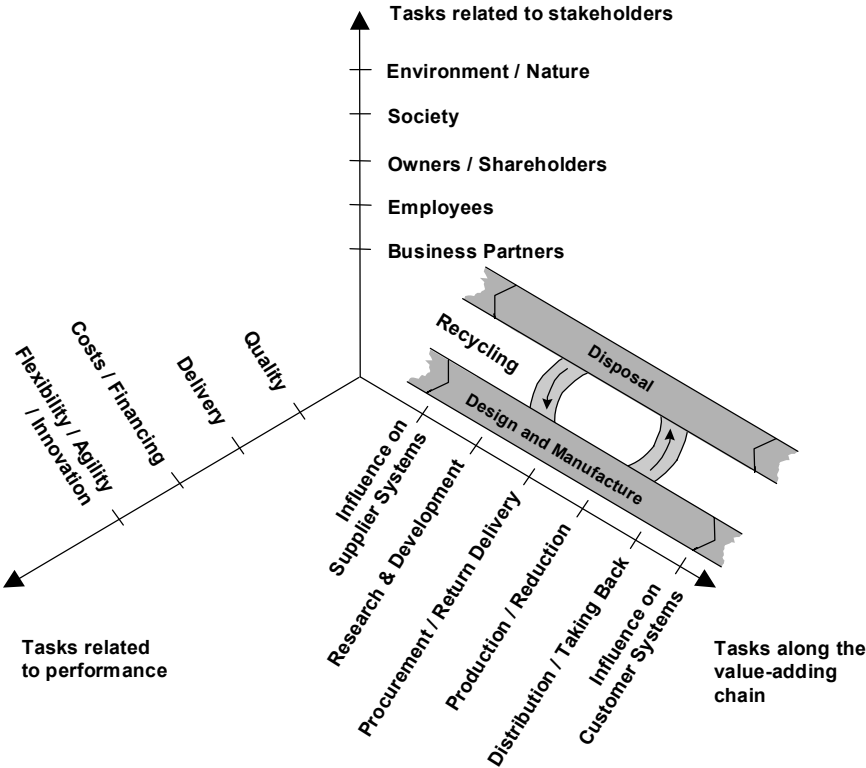 Tasks related to stakeholders
Environment / Nature
Society
Owners / Shareholders
Employees
Business Partners
Quality
Delivery
Costs / Financing
Flexibility / Agility
/ Innovation
Tasks related
to performance
Recycling
Disposal
Design and Manufacture
Influence on
Supplier Systems
Research & Development
Procurement / Return Delivery
Production / Reduction
Distribution / Taking Back
Influence on
Customer Systems
Tasks along the
value-adding
chain